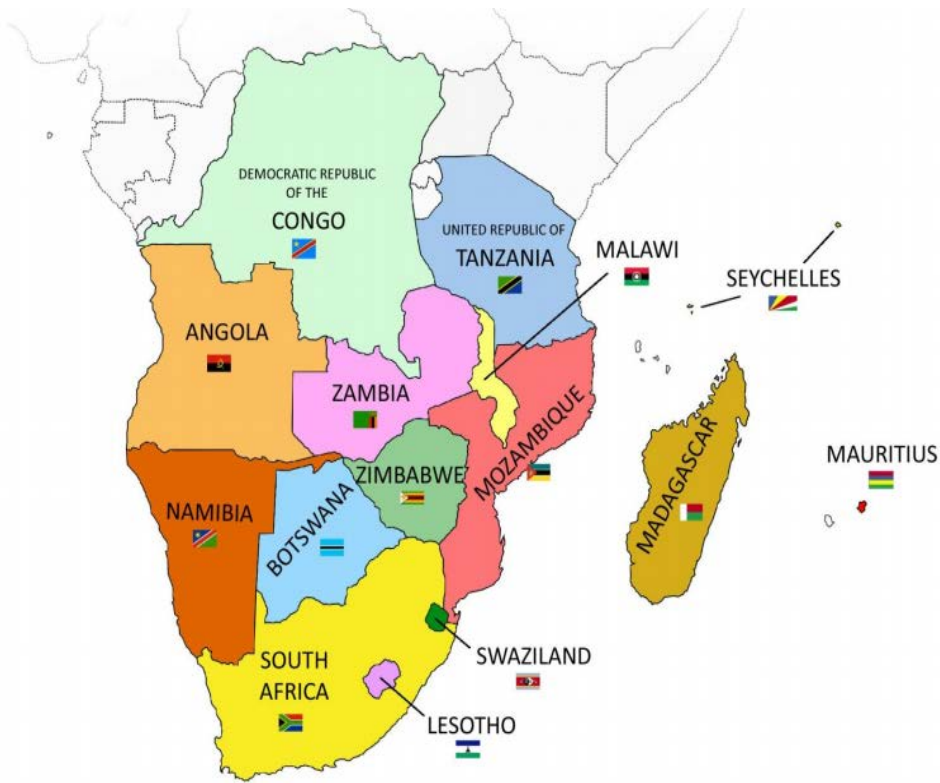 DEMOCRATIC REPUBLIC
OF THE
CONGO
UNITED REPUBLIC OF
TANZANIA
MALAWI
SEYCHELLES
ANGOLA
ZAMBIA
MOZAMBIQUE
MADAGASCAR
MAURITIUS
ZIMBABWE
NAMIBIA
BOTSWANA
SWAZILAND
SOUTH
AFRICA
LESOTHO